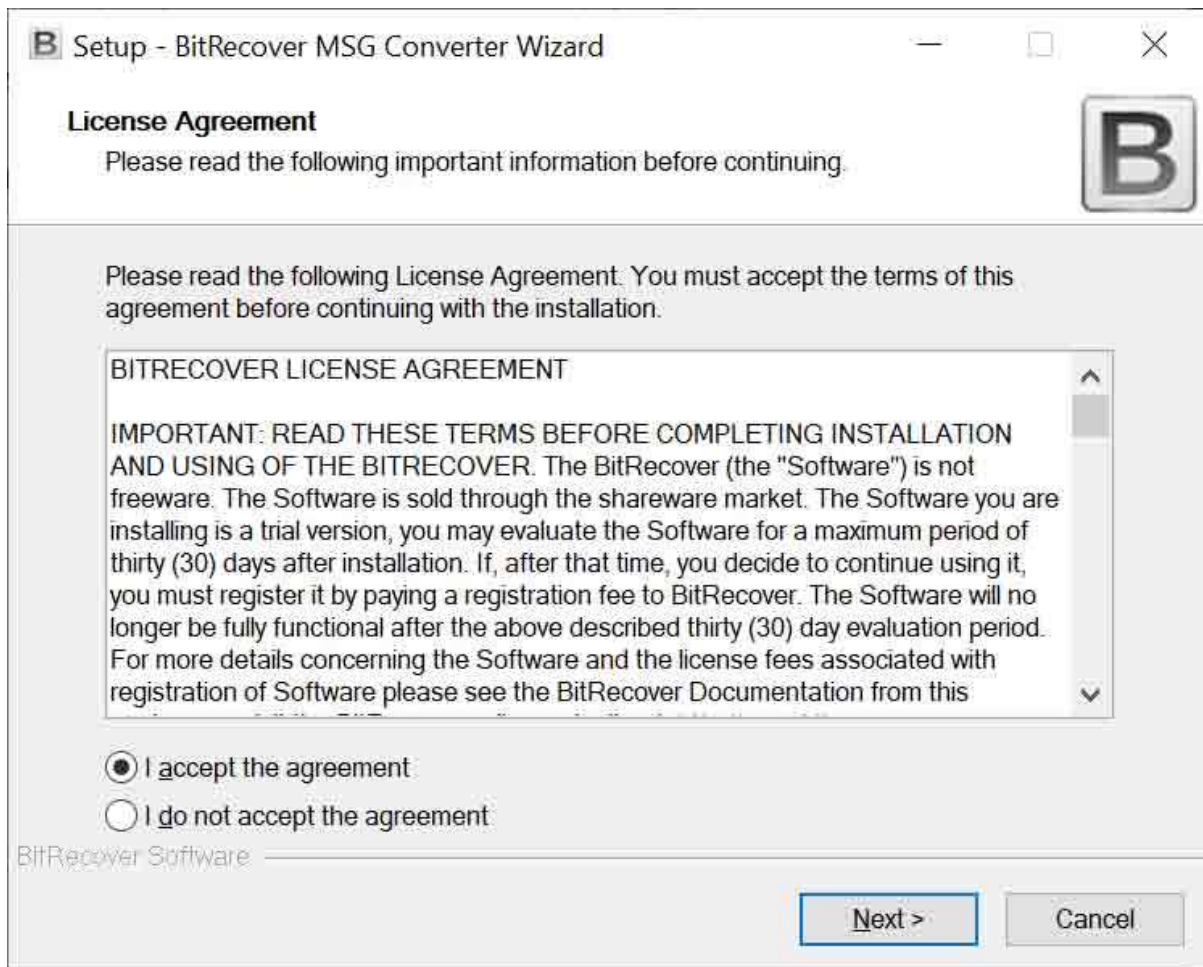 B Setup - BitRecover MSG Converter Wizard
License Agreement
Please read the following important information before continuing.
B
Please read the following License Agreement. You must accept the terms of this
agreement before continuing with the installation.
BITRECOVER LICENSE AGREEMENT
IMPORTANT: READ THESE TERMS BEFORE COMPLETING INSTALLATION
AND USING OF THE BITRECOVER. The BitRecover (the "Software") is not
freeware. The Software is sold through the shareware market. The Software you are
installing is a trial version, you may evaluate the Software for a maximum period of
thirty (30) days after installation. If, after that time, you decide to continue using it,
you must register it by paying a registration fee to BitRecover. The Software will no
longer be fully functional after the above described thirty (30) day evaluation period.
For more details concerning the Software and the license fees associated with
registration of Software please see the BitRecover Documentation from this
I accept the agreement
I do not accept the agreement
BitRecover Software
Next >
Cancel